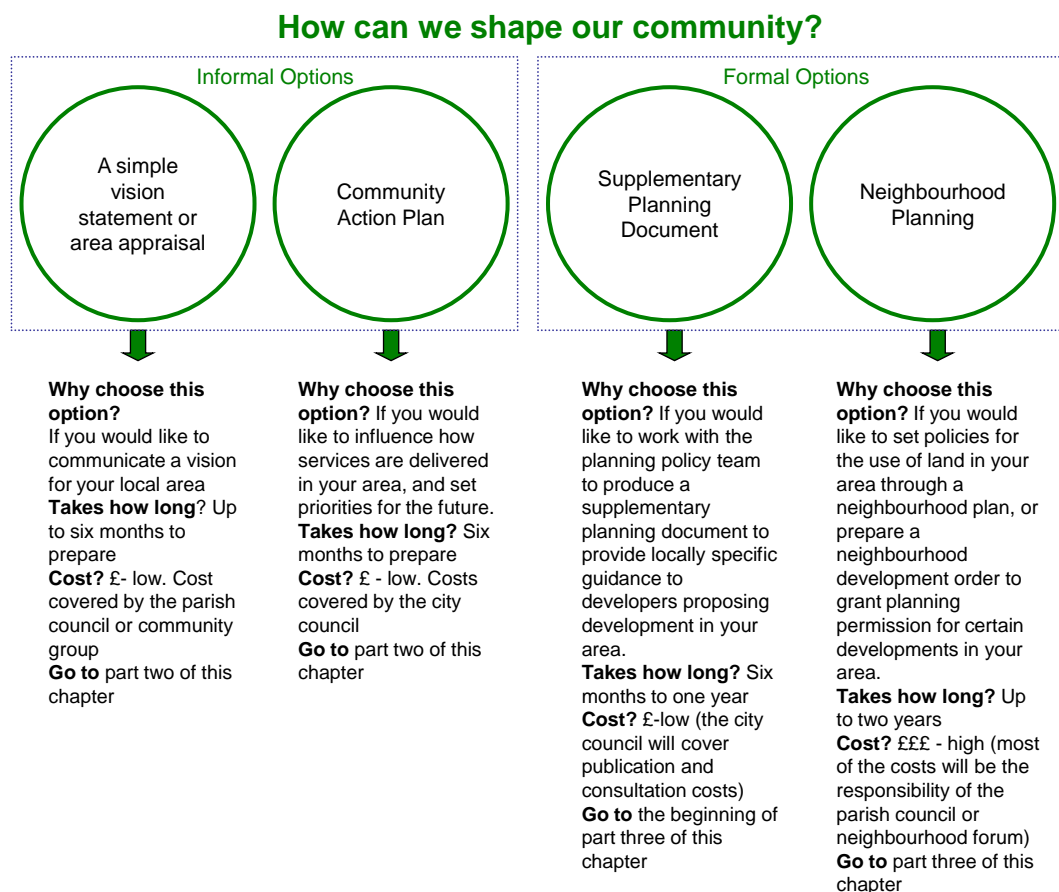 How can we shape our community?
Informal Options
A simple
vision
statement or
area appraisal
Community
Action Plan
Formal Options
Supplementary
Planning
Document
Neighbourhood
Planning
Why choose this
option?
If you would like to
communicate a vision
for your local area
Takes how long? Up
to six months to
prepare
Cost? £- low. Cost
covered by the parish
council or community
group
Go to part two of this
chapter
Why choose this
option? If you would
like to influence how
services are delivered
in your area, and set
priorities for the future.
Takes how long? Six
months to prepare
Cost? £ - low. Costs
covered by the city
council
Go to part two of this
chapter
Why choose this
option? If you would
like to work with the
planning policy team
to produce a
supplementary
planning document to
provide locally specific
guidance to
developers proposing
development in your
area.
Takes how long? Six
months to one year
Cost? £-low (the city
council will cover
publication and
consultation costs)
Go to the beginning of
part three of this
chapter
Why choose this
option? If you would
like to set policies for
the use of land in your
area through a
neighbourhood plan, or
prepare a
neighbourhood
development order to
grant planning
permission for certain
developments in your
area.
Takes how long? Up
to two years
Cost? £££ - high (most
of the costs will be the
responsibility of the
parish council or
neighbourhood forum)
Go to part three of this
chapter